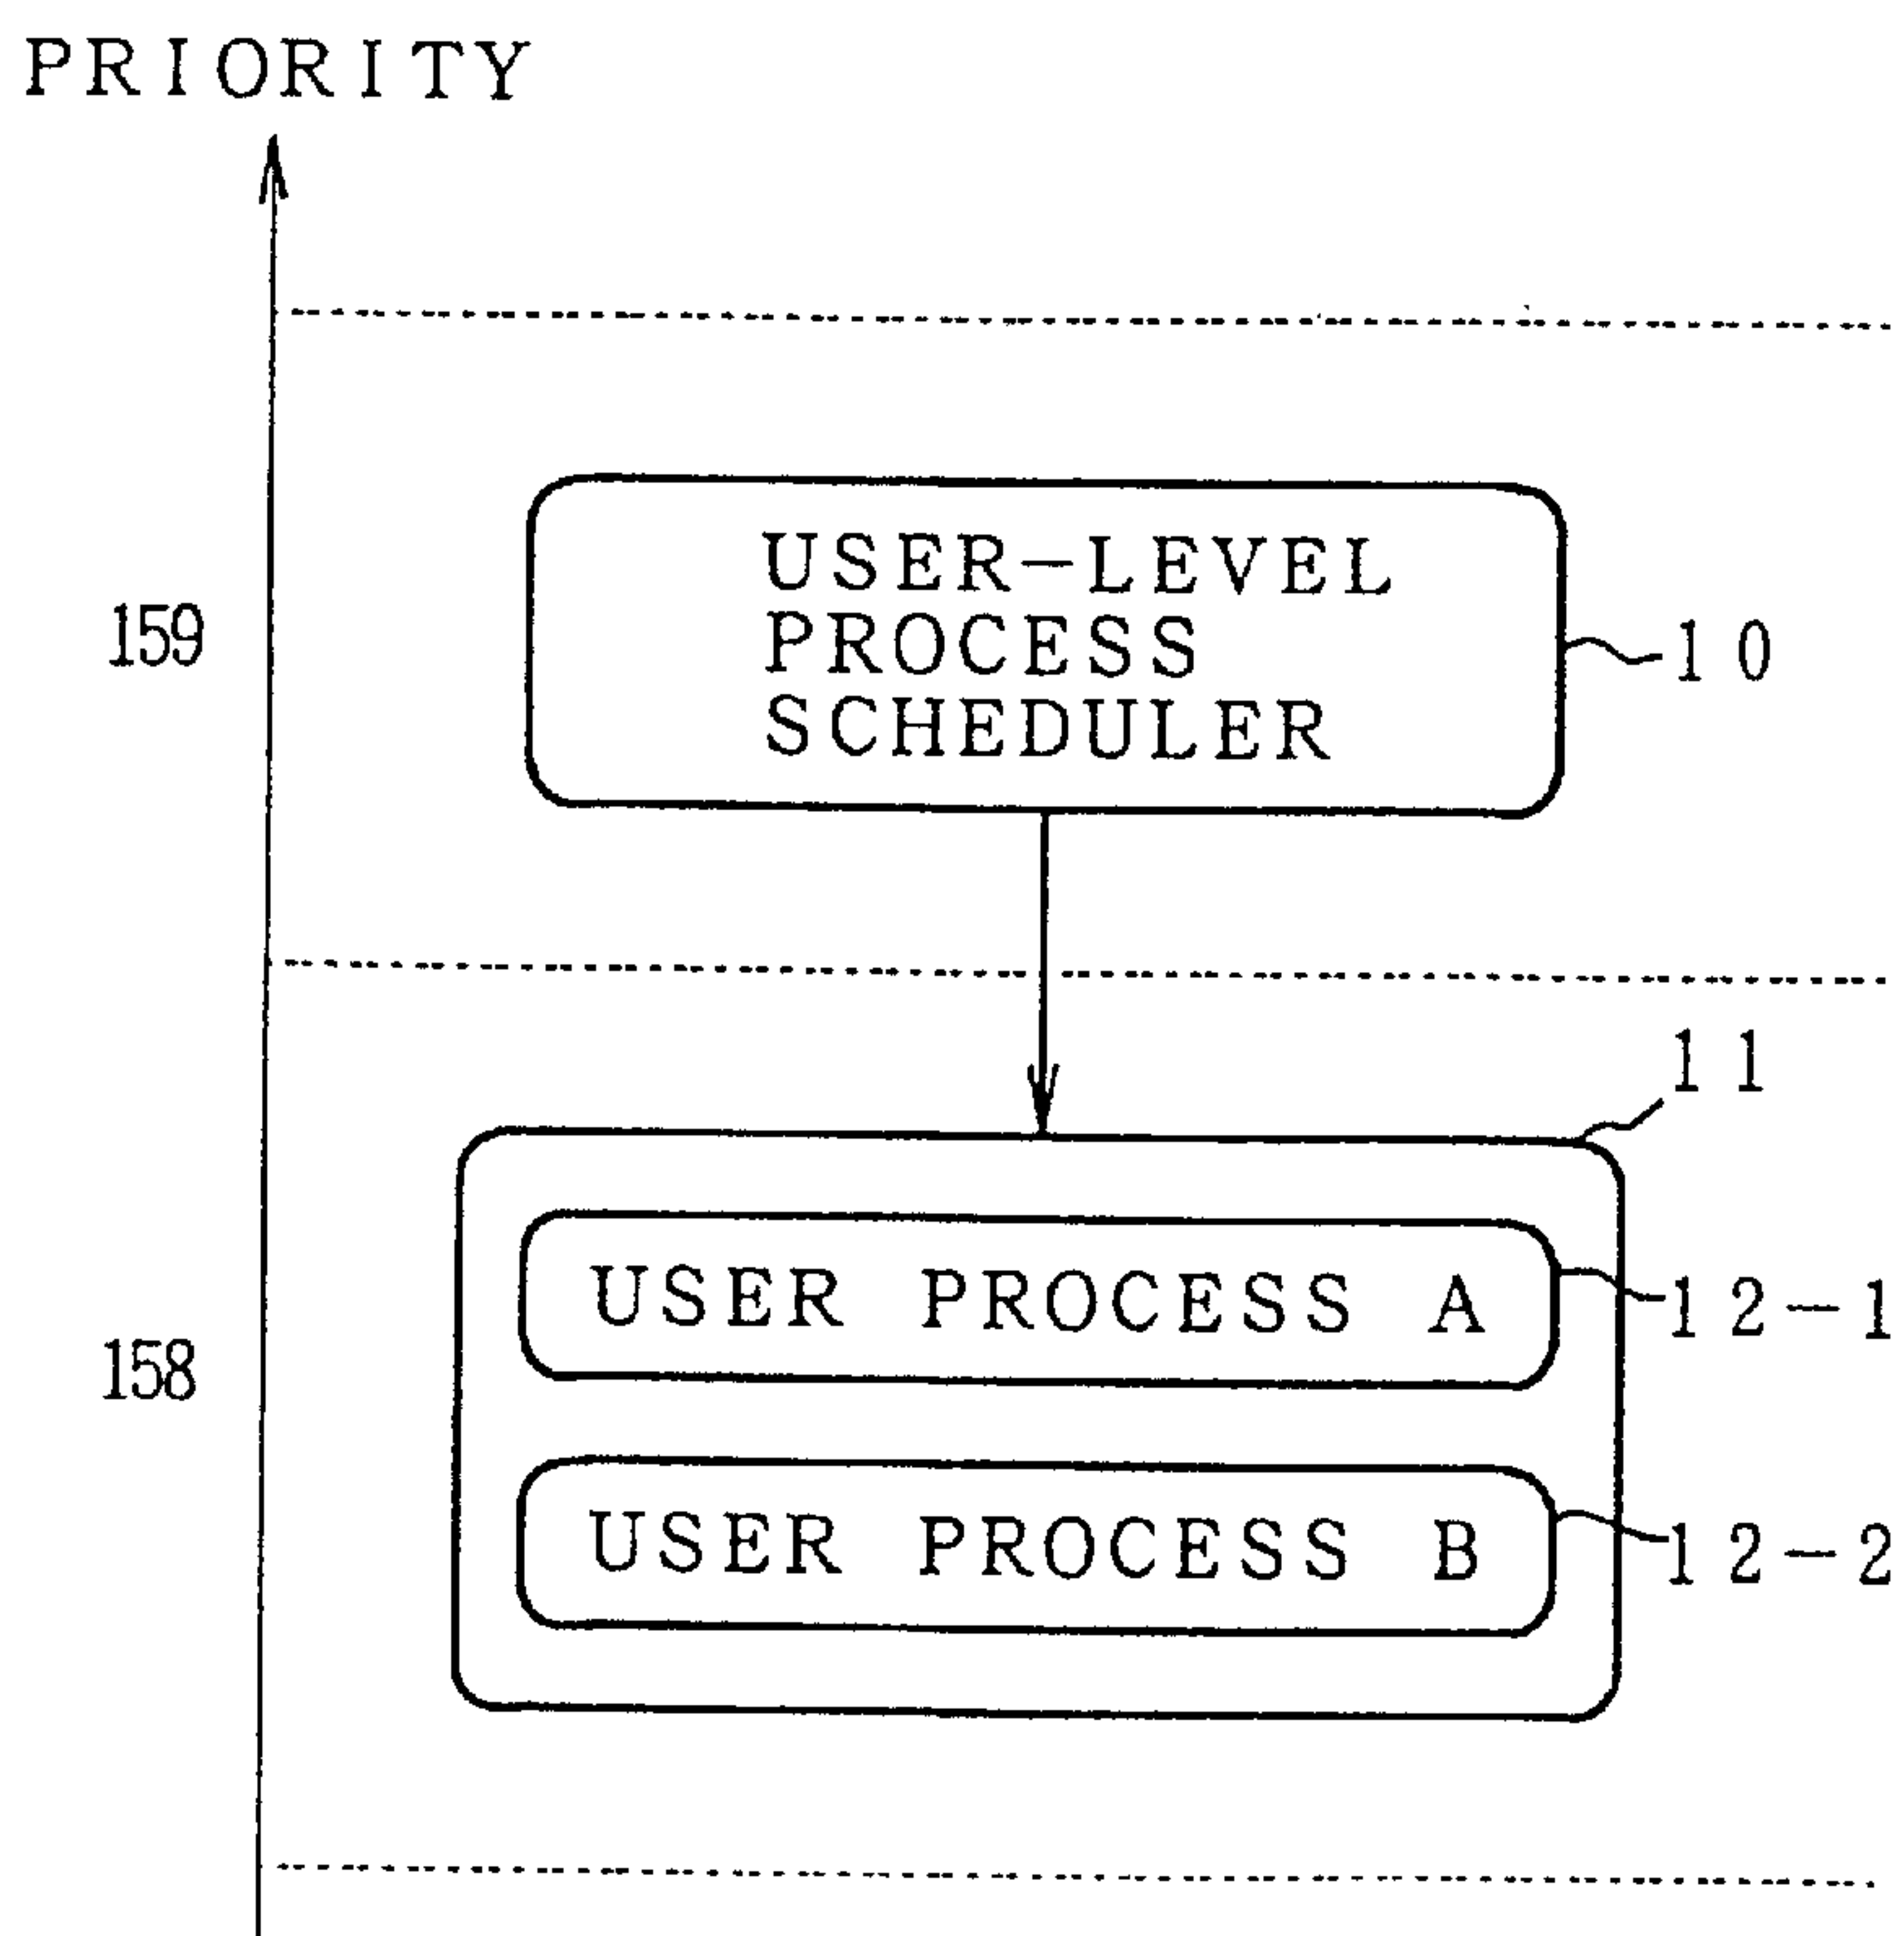 PRIORITY
159
USER-LEVEL
PROCESS
SCHEDULER
10
11
158
USER PROCESS A
12-1
USER PROCESS B
12-2